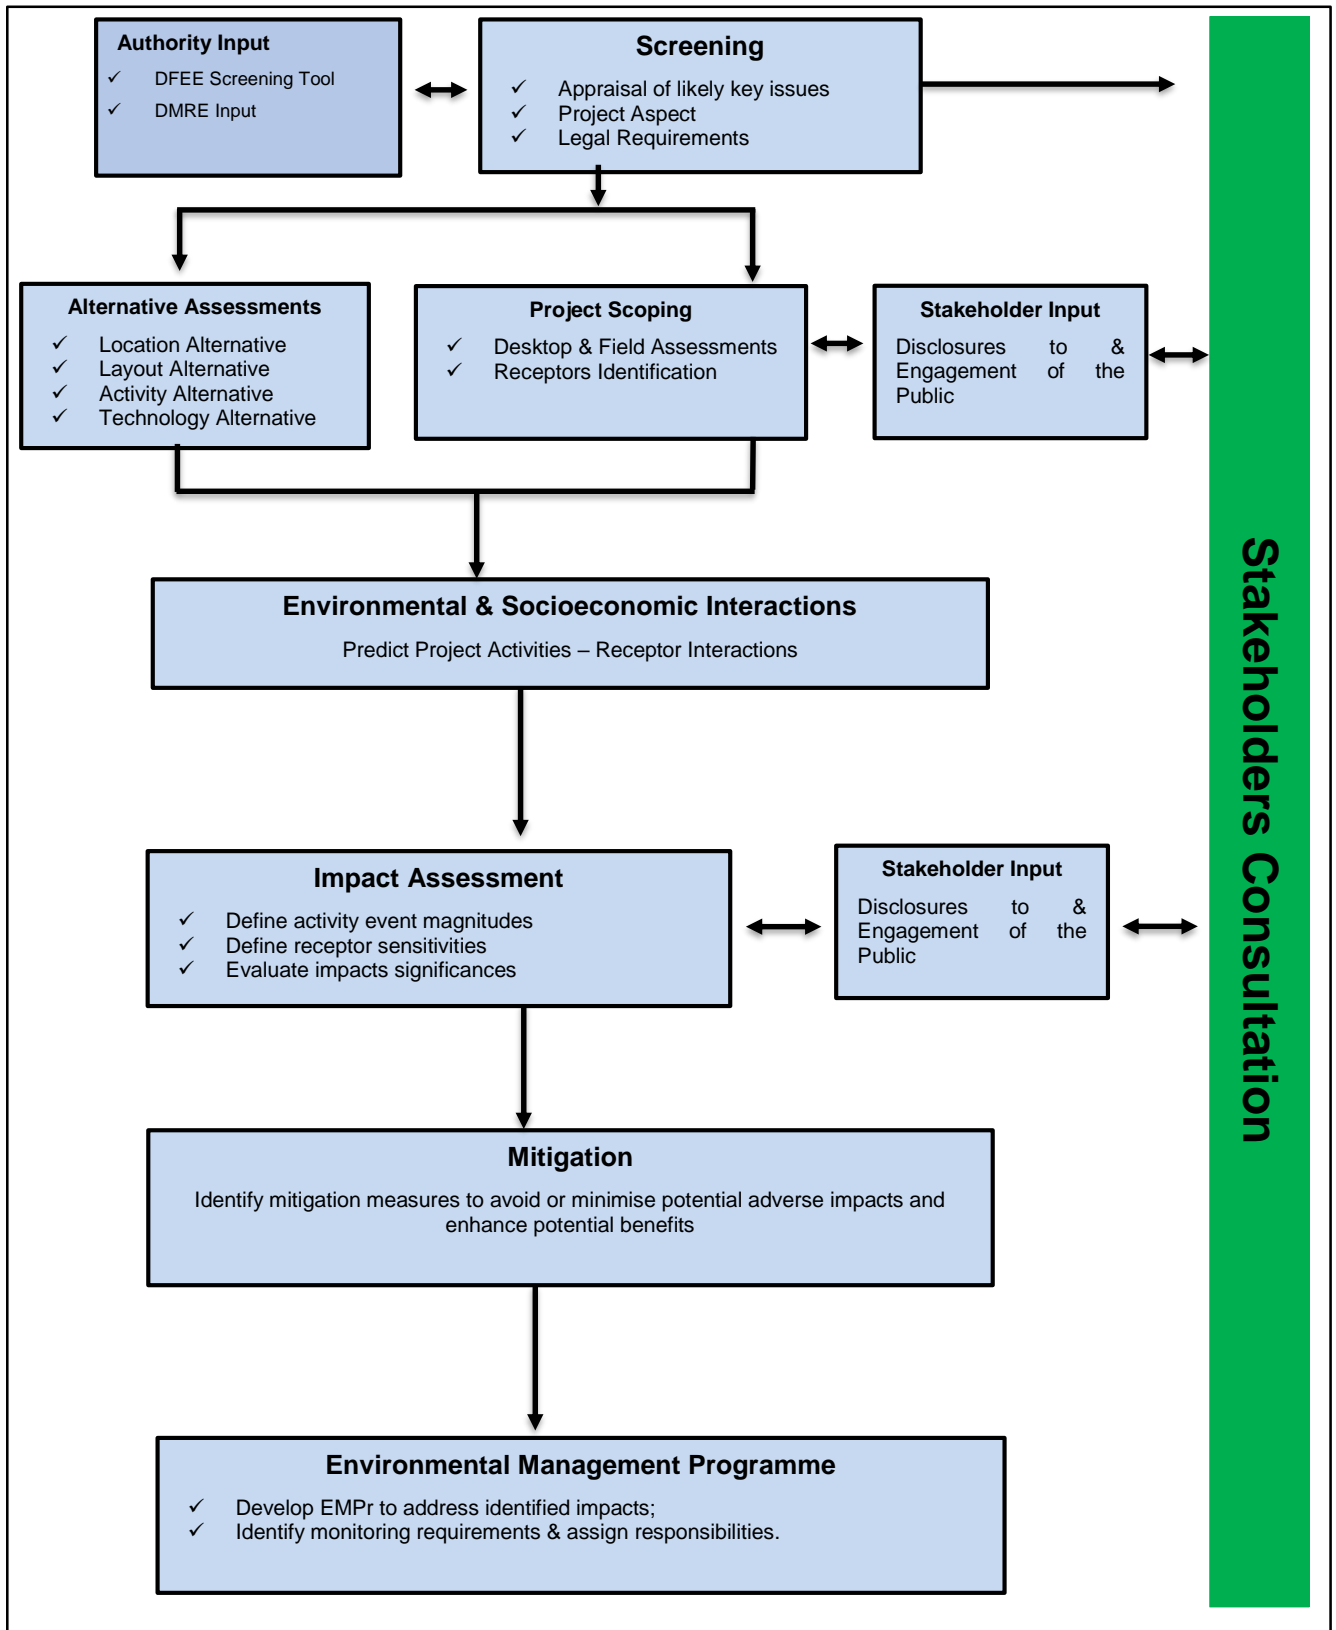 Authority Input
✓ DFEE Screening Tool
✓ DMRE Input
Screening
✓ Appraisal of likely key issues
✓ Project Aspect
✓ Legal Requirements
Alternative Assessments
✓ Location Alternative
✓ Layout Alternative
✓ Activity Alternative
✓ Technology Alternative
Project Scoping
✓ Desktop & Field Assessments
✓ Receptors Identification
Stakeholder Input
Disclosures to &
Engagement of the
Public
Environmental & Socioeconomic Interactions
Predict Project Activities – Receptor Interactions
Impact Assessment
✓ Define activity event magnitudes
✓ Define receptor sensitivities
✓ Evaluate impacts significances
Stakeholder Input
Disclosures to &
Engagement of the
Public
Mitigation
Identify mitigation measures to avoid or minimise potential adverse impacts and
enhance potential benefits
Environmental Management Programme
✓ Develop EMPr to address identified impacts;
✓ Identify monitoring requirements & assign responsibilities.
Stakeholders Consultation